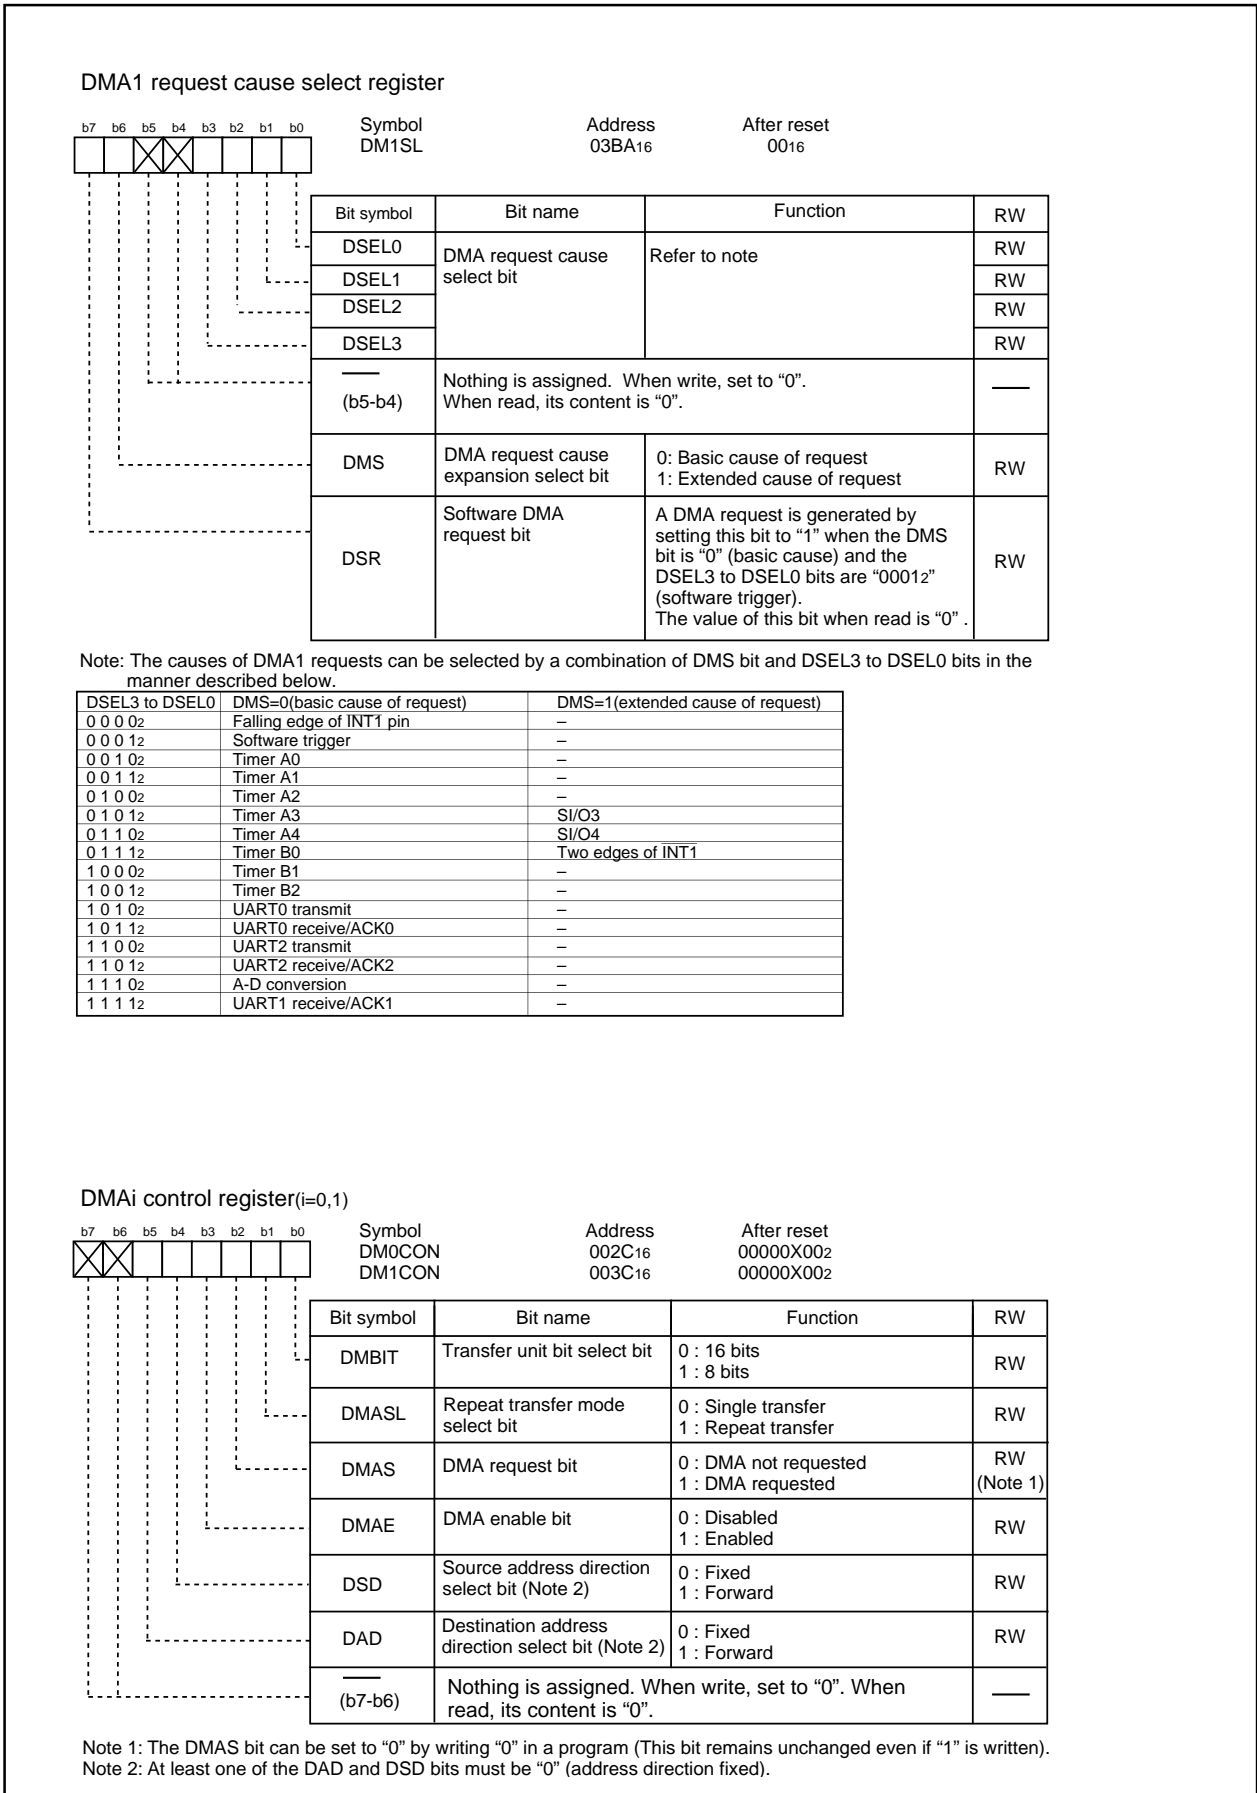 DMA1 request cause select register
b7 b6 b5 b4 b3 b2 b1 b0
Symbol Address After reset
DM1SL 03BA16 0016
Bit symbol Bit name Function RW
DSEL0 DMA request cause select bit Refer to note RW
DSEL1 RW
DSEL2 RW
DSEL3 RW
(b5-b4) Nothing is assigned. When write, set to “0”.
When read, its content is “0”.
DMS DMA request cause expansion select bit 0: Basic cause of request
1: Extended cause of request RW
DSR Software DMA request bit A DMA request is generated by
setting this bit to “1” when the DMS
bit is “0” (basic cause) and the
DSEL3 to DSEL0 bits are “00012”
(software trigger).
The value of this bit when read is “0” . RW
Note: The causes of DMA1 requests can be selected by a combination of DMS bit and DSEL3 to DSEL0 bits in the
manner described below.
DSEL3 to DSEL0 DMS=0(basic cause of request) DMS=1(extended cause of request)
0 0 0 02 Falling edge of INT1 pin –
0 0 0 12 Software trigger –
0 0 1 02 Timer A0 –
0 0 1 12 Timer A1 –
0 1 0 02 Timer A2 –
0 1 0 12 Timer A3 SI/O3
0 1 1 02 Timer A4 SI/O4
0 1 1 12 Timer B0 Two edges of INT1
1 0 0 02 Timer B1 –
1 0 0 12 Timer B2 –
1 0 1 02 UART0 transmit –
1 0 1 12 UART0 receive/ACK0 –
1 1 0 02 UART2 transmit –
1 1 0 12 UART2 receive/ACK2 –
1 1 1 02 A-D conversion –
1 1 1 12 UART1 receive/ACK1 –
DMAi control register(i=0,1)
b7 b6 b5 b4 b3 b2 b1 b0
Symbol Address After reset
DM0CON 002C16 00000X002
DM1CON 003C16 00000X002
Bit symbol Bit name Function RW
DMBIT Transfer unit bit select bit 0 : 16 bits
1 : 8 bits RW
DMASL Repeat transfer mode select bit 0 : Single transfer
1 : Repeat transfer RW
DMAS DMA request bit 0 : DMA not requested
1 : DMA requested RW (Note 1)
DMAE DMA enable bit 0 : Disabled
1 : Enabled RW
DSD Source address direction select bit (Note 2) 0 : Fixed
1 : Forward RW
DAD Destination address direction select bit (Note 2) 0 : Fixed
1 : Forward RW
(b7-b6) Nothing is assigned. When write, set to “0”. When
read, its content is “0”.
Note 1: The DMAS bit can be set to “0” by writing “0” in a program (This bit remains unchanged even if “1” is written).
Note 2: At least one of the DAD and DSD bits must be “0” (address direction fixed).